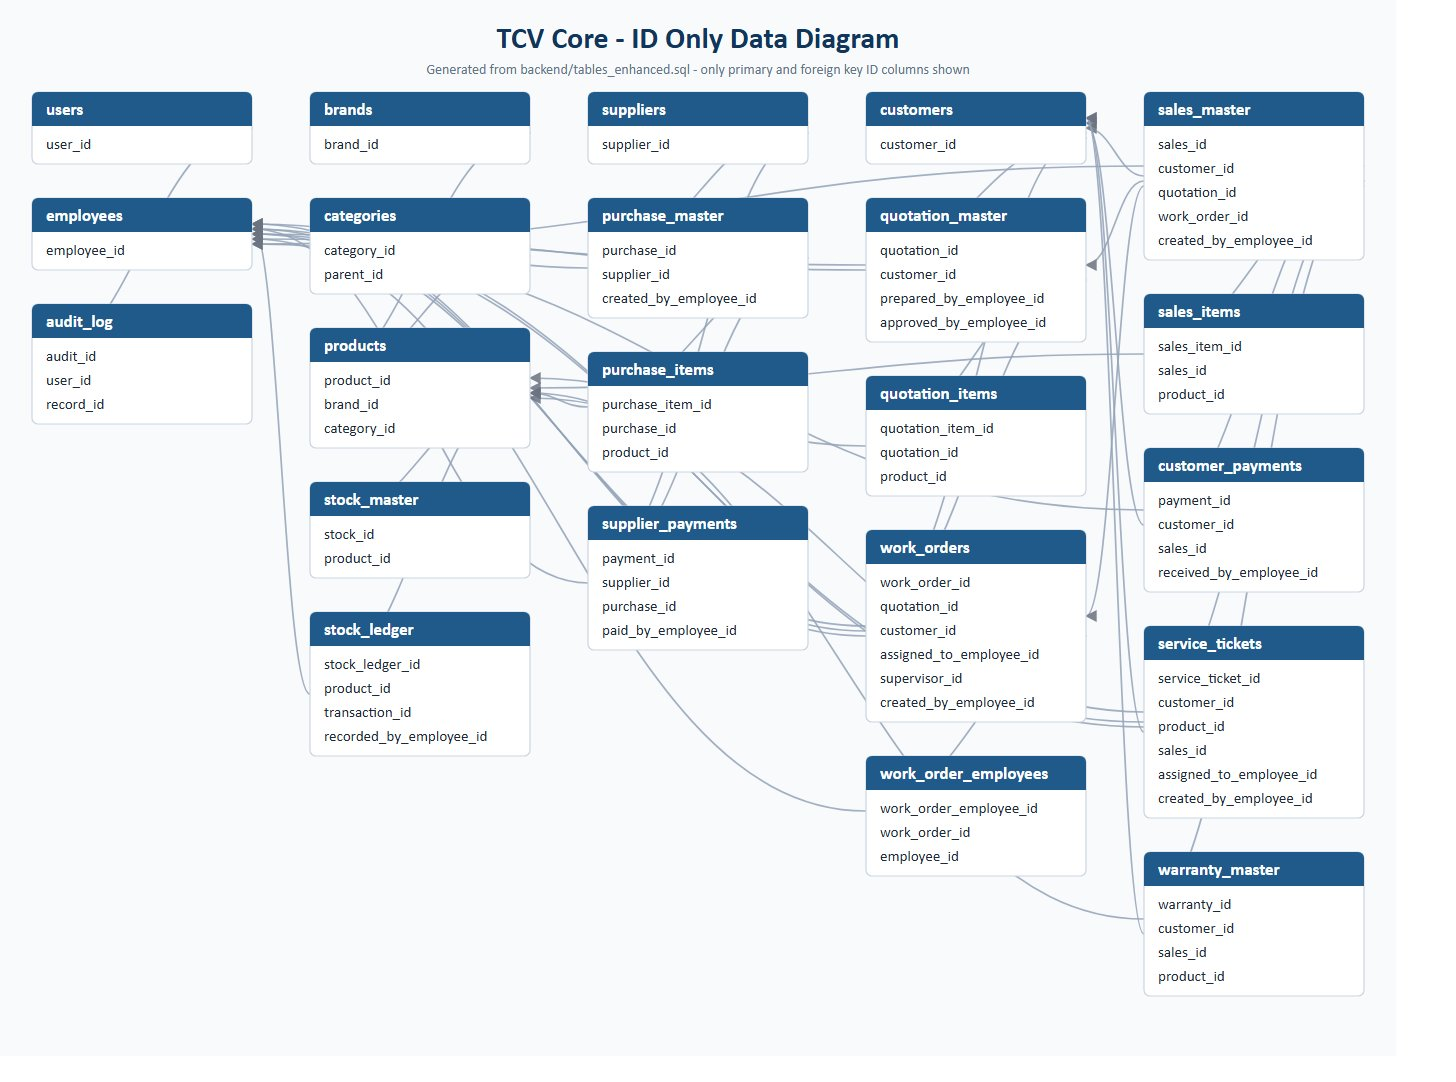 TCV Core - ID Only Data Diagram
Generated from backend/tables_enhanced.sql - only primary and foreign key ID columns shown
users
user_id
employees
employee_id
audit_log
audit_id
user_id
record_id
brands
brand_id
categories
category_id
parent_id
products
product_id
brand_id
category_id
stock_master
stock_id
product_id
stock_ledger
stock_ledger_id
product_id
transaction_id
recorded_by_employee_id
suppliers
supplier_id
purchase_master
purchase_id
supplier_id
created_by_employee_id
purchase_items
purchase_item_id
purchase_id
product_id
supplier_payments
payment_id
supplier_id
purchase_id
paid_by_employee_id
customers
customer_id
quotation_master
quotation_id
customer_id
prepared_by_employee_id
approved_by_employee_id
quotation_items
quotation_item_id
quotation_id
product_id
work_orders
work_order_id
quotation_id
customer_id
assigned_to_employee_id
supervisor_id
created_by_employee_id
work_order_employees
work_order_employee_id
work_order_id
employee_id
sales_master
sales_id
customer_id
quotation_id
work_order_id
created_by_employee_id
sales_items
sales_item_id
sales_id
product_id
customer_payments
payment_id
customer_id
sales_id
received_by_employee_id
service_tickets
service_ticket_id
customer_id
product_id
sales_id
assigned_to_employee_id
created_by_employee_id
warranty_master
warranty_id
customer_id
sales_id
product_id